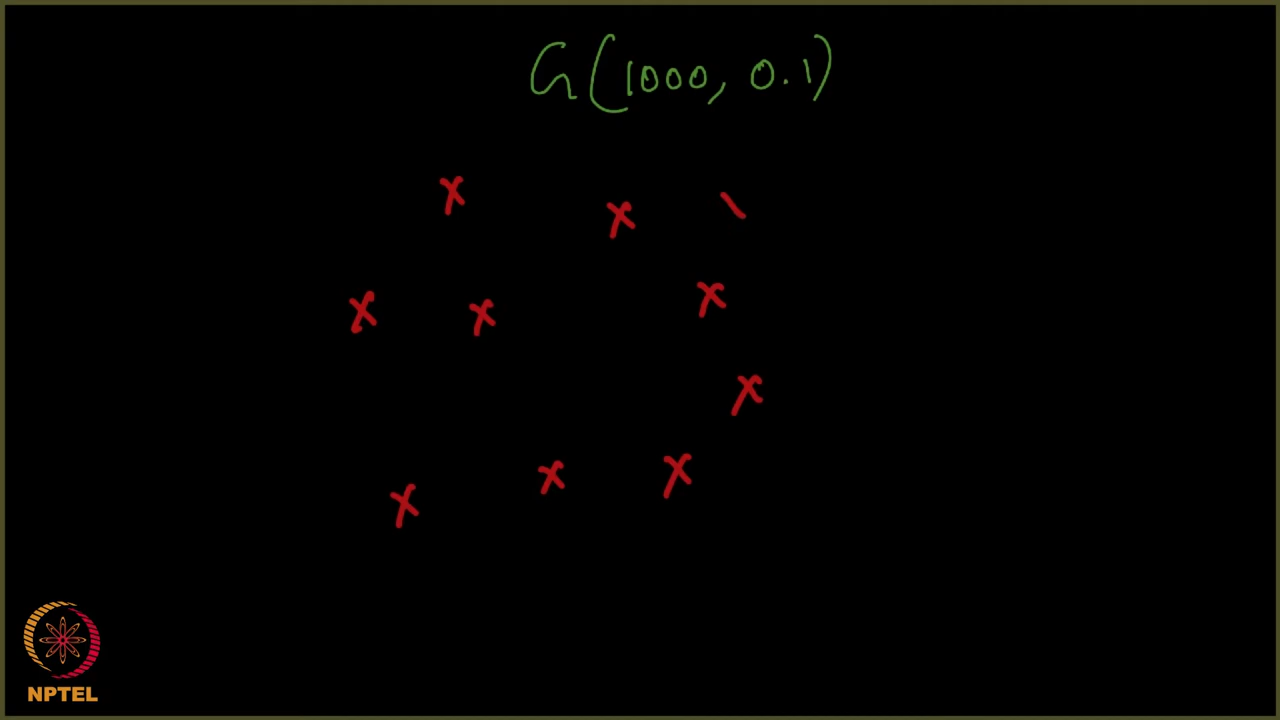 G(1000, 0.1)
x x \
x x x
x
x x x
NPTEL